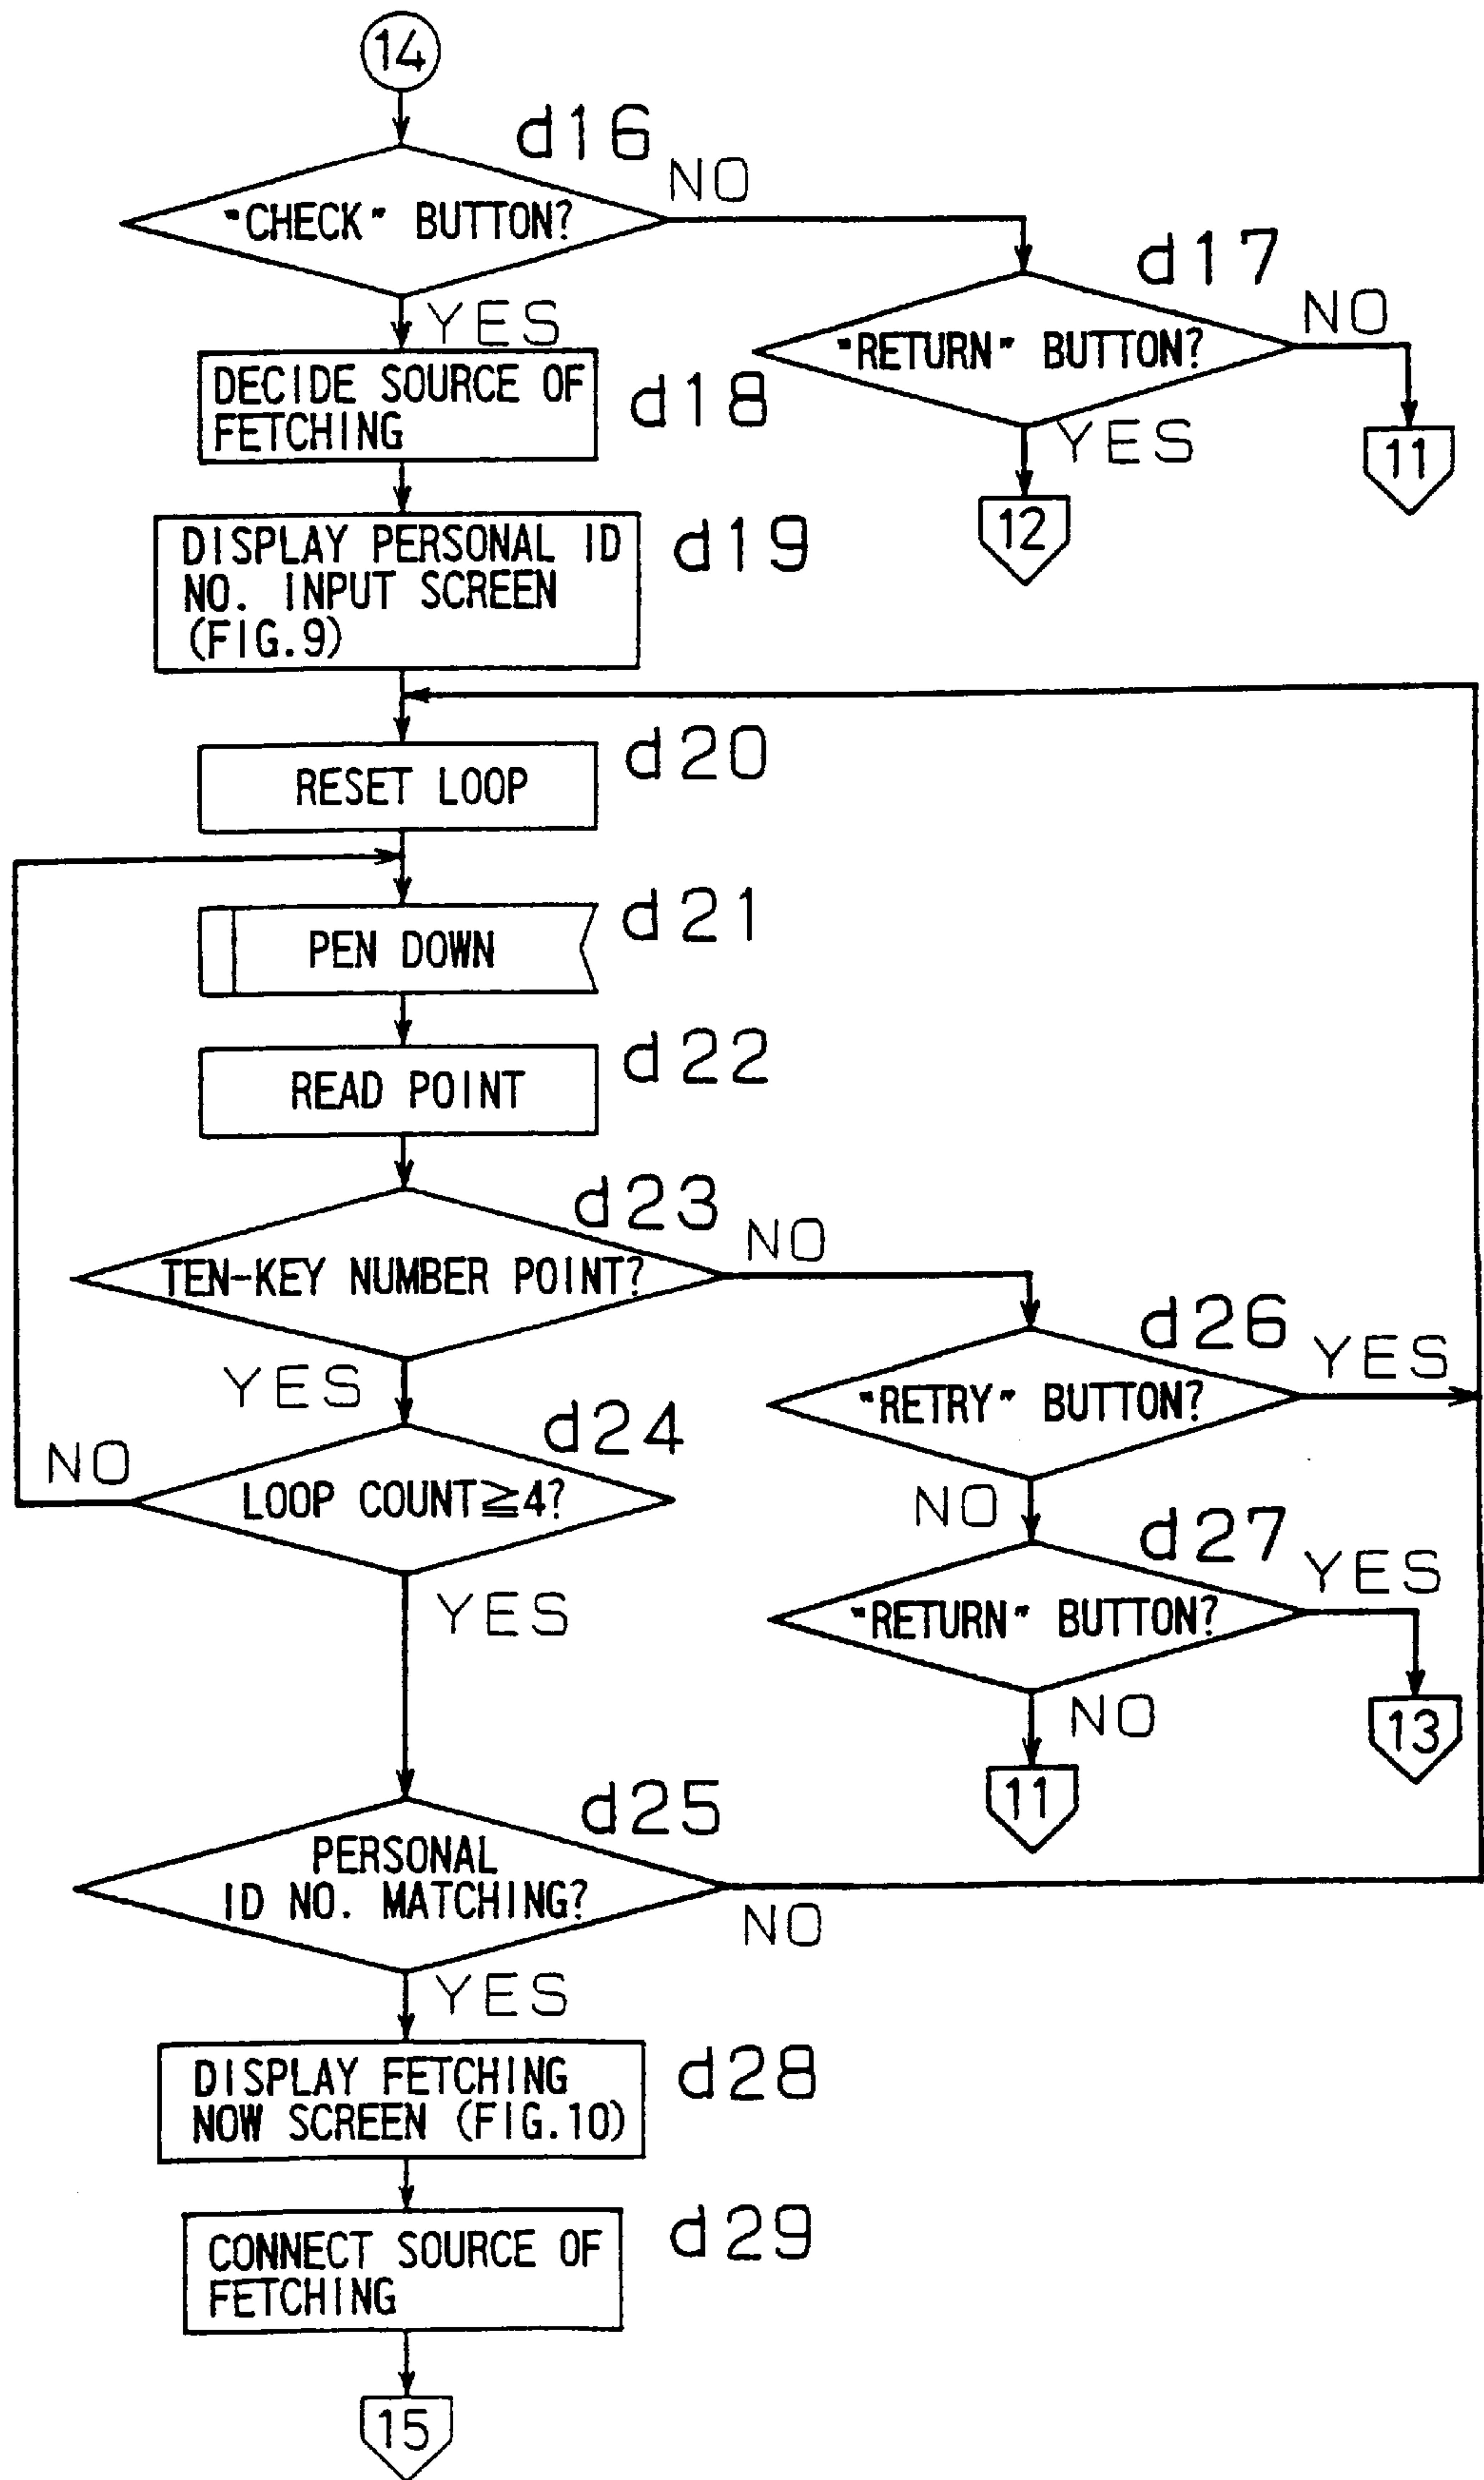 14
d16
"CHECK" BUTTON?
NO
YES
d17
"RETURN" BUTTON?
NO
YES
11
12
DECIDE SOURCE OF
FETCHING
d18
DISPLAY PERSONAL ID
NO. INPUT SCREEN
(FIG.9)
d19
RESET LOOP
d20
PEN DOWN
d21
READ POINT
d22
d23
TEN-KEY NUMBER POINT?
NO
YES
d26
"RETRY" BUTTON?
YES
NO
d24
LOOP COUNT≧4?
NO
YES
d27
"RETURN" BUTTON?
YES
NO
13
11
d25
PERSONAL
ID NO. MATCHING?
NO
YES
DISPLAY FETCHING
NOW SCREEN (FIG.10)
d28
CONNECT SOURCE OF
FETCHING
d29
15